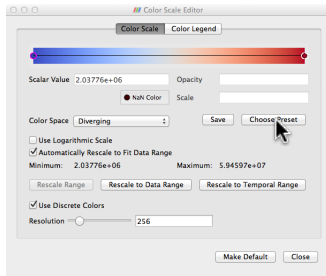 Color Scale Editor
Color Scale Color Legend
Scalar Value 2.03776e+06 Opacity
NaN Color Scale
Color Space Diverging Save Choose Preset
Use Logarithmic Scale
Automatically Rescale to Fit Data Range
Minimum: 2.03776e+06 Maximum: 5.94597e+07
Rescale Range Rescale to Data Range Rescale to Temporal Range
Use Discrete Colors
Resolution 256
Make Default Close